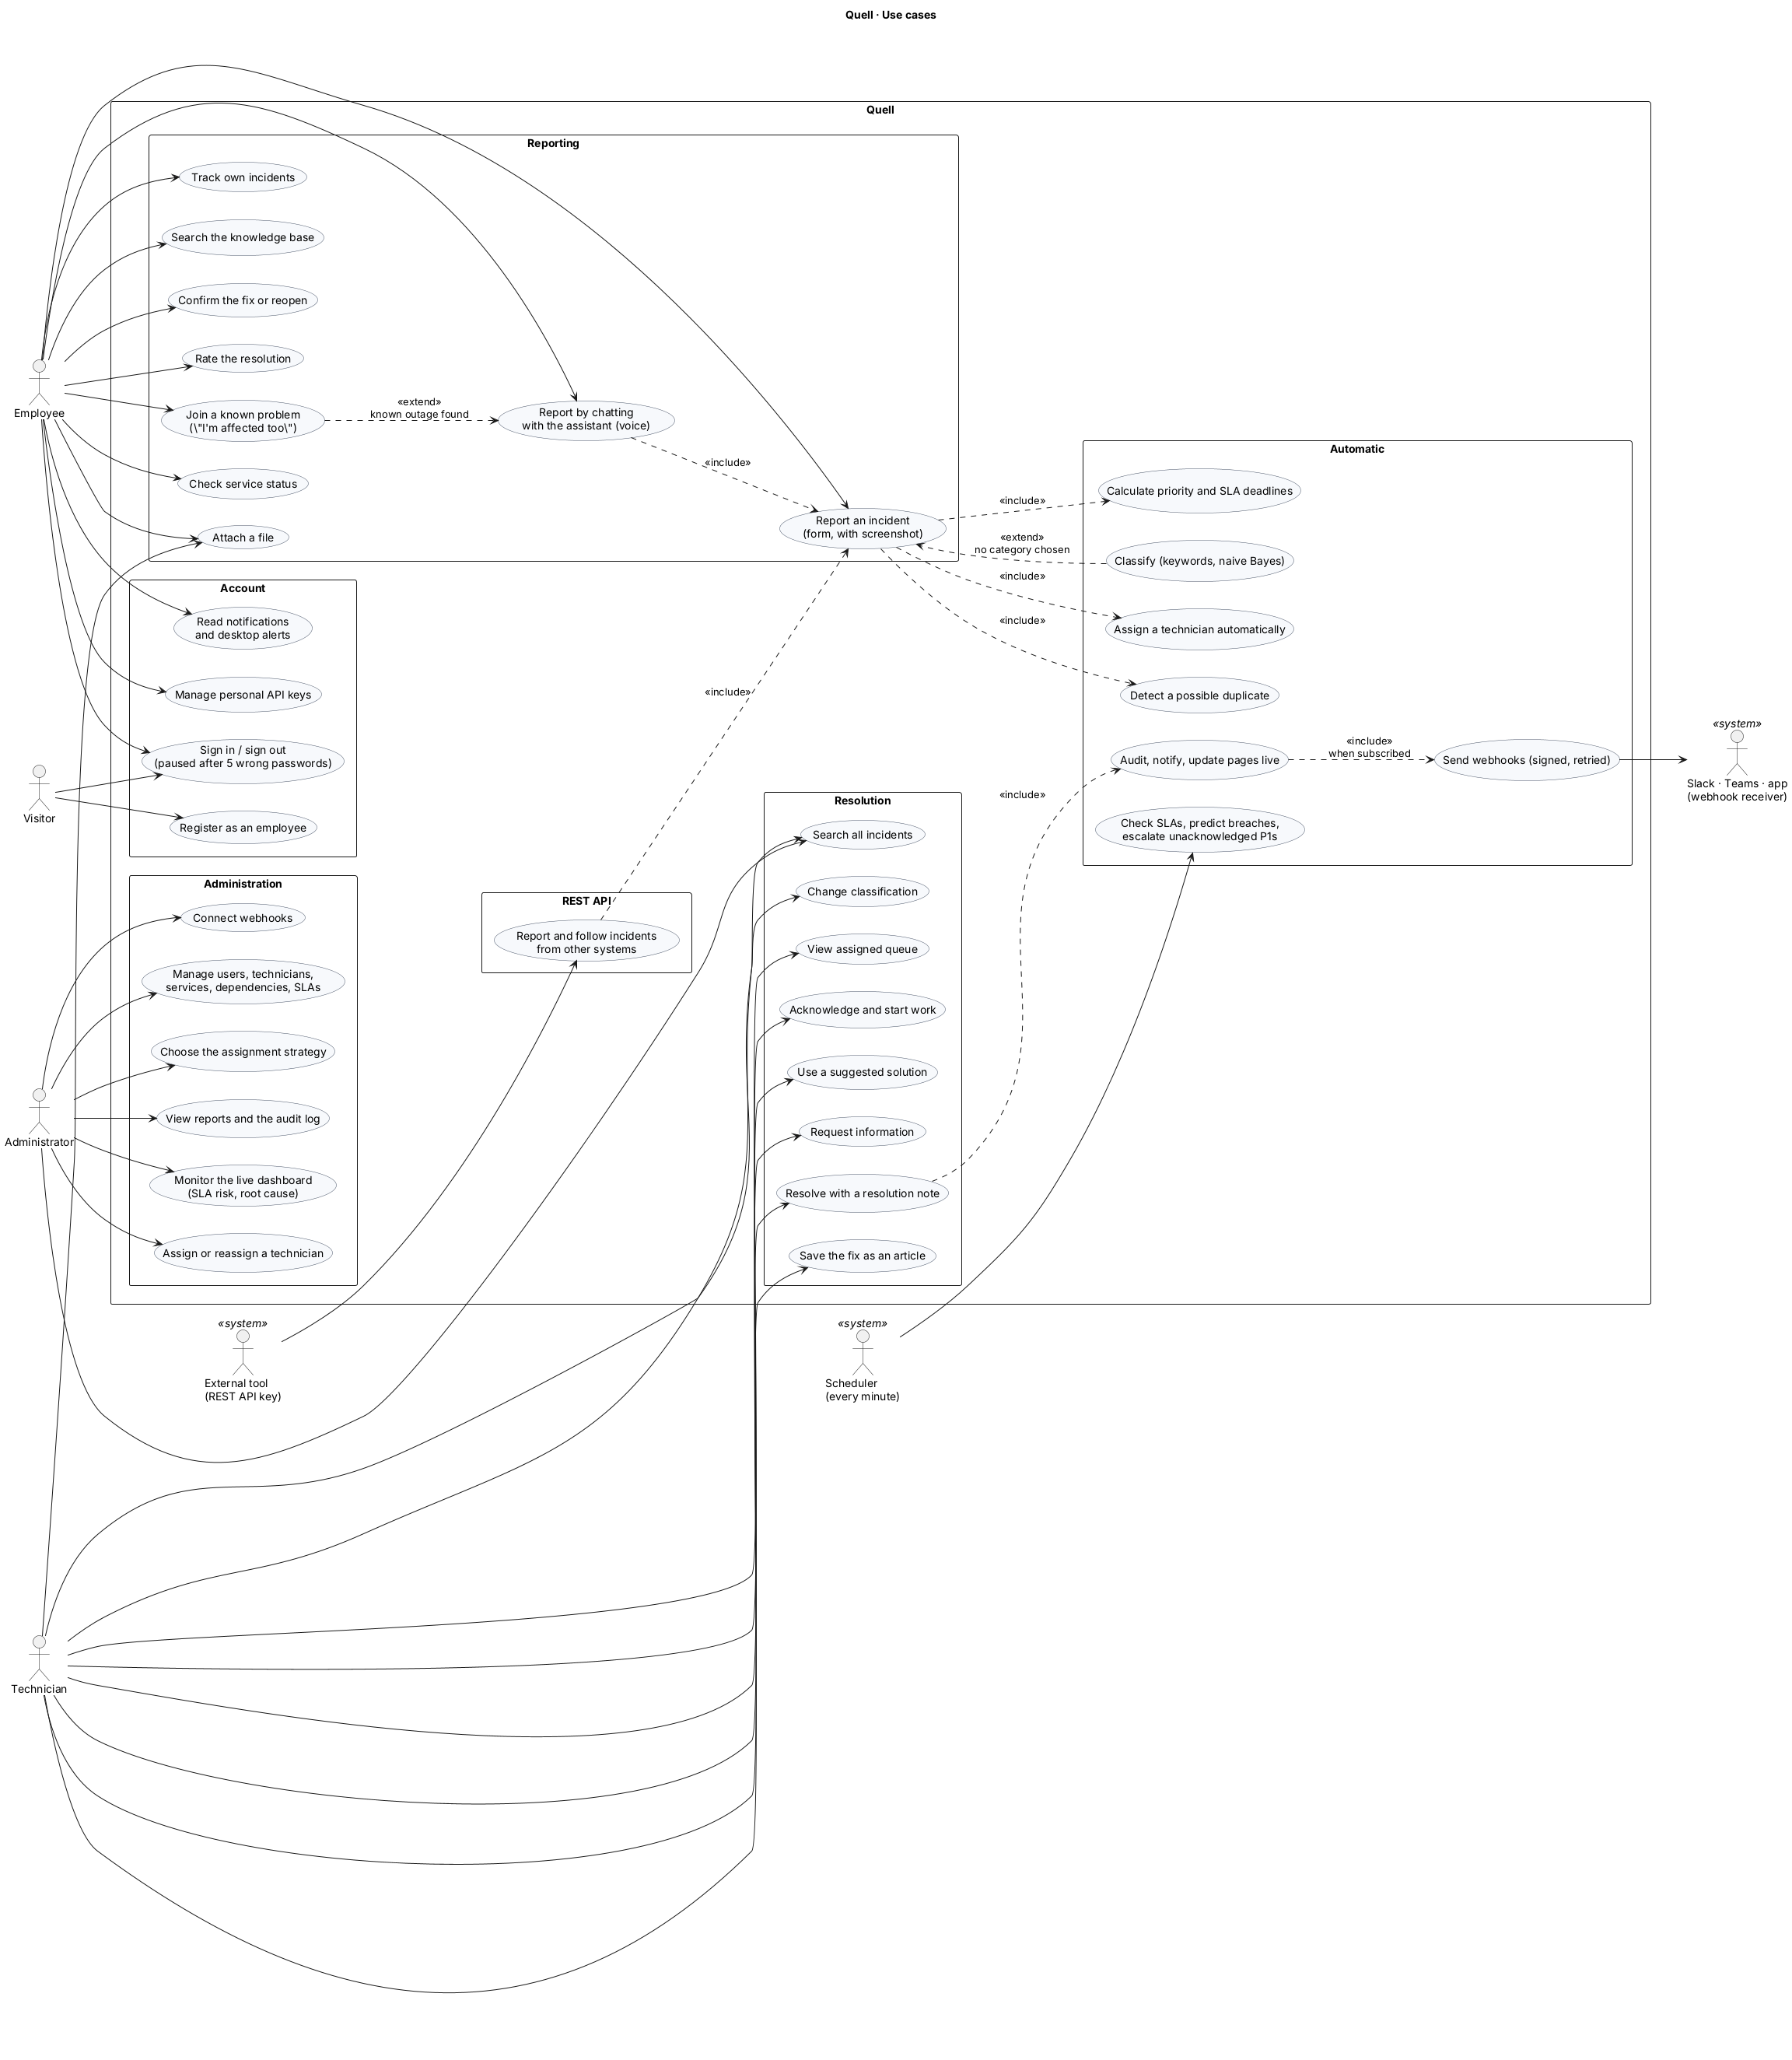 Quell · Use cases
Quell
Reporting
Track own incidents
Search the knowledge base
Confirm the fix or reopen
Rate the resolution
Join a known problem
(\"I'm affected too\")
«extend»
known outage found
Report by chatting
with the assistant (voice)
«include»
Check service status
Attach a file
Report an incident
(form, with screenshot)
Employee
Automatic
«include»
Calculate priority and SLA deadlines
«extend»
no category chosen
Classify (keywords, naive Bayes)
«include»
Assign a technician automatically
«include»
Detect a possible duplicate
Audit, notify, update pages live
«include»
when subscribed
Send webhooks (signed, retried)
«include»
Check SLAs, predict breaches,
escalate unacknowledged P1s
«system»
Slack · Teams · app
(webhook receiver)
Account
Read notifications
and desktop alerts
Manage personal API keys
Sign in / sign out
(paused after 5 wrong passwords)
Register as an employee
Visitor
«include»
Administration
Connect webhooks
Manage users, technicians,
services, dependencies, SLAs
Choose the assignment strategy
View reports and the audit log
Monitor the live dashboard
(SLA risk, root cause)
Assign or reassign a technician
Administrator
REST API
Report and follow incidents
from other systems
Resolution
Search all incidents
Change classification
View assigned queue
Acknowledge and start work
Use a suggested solution
Request information
Resolve with a resolution note
Save the fix as an article
«system»
External tool
(REST API key)
«system»
Scheduler
(every minute)
Technician